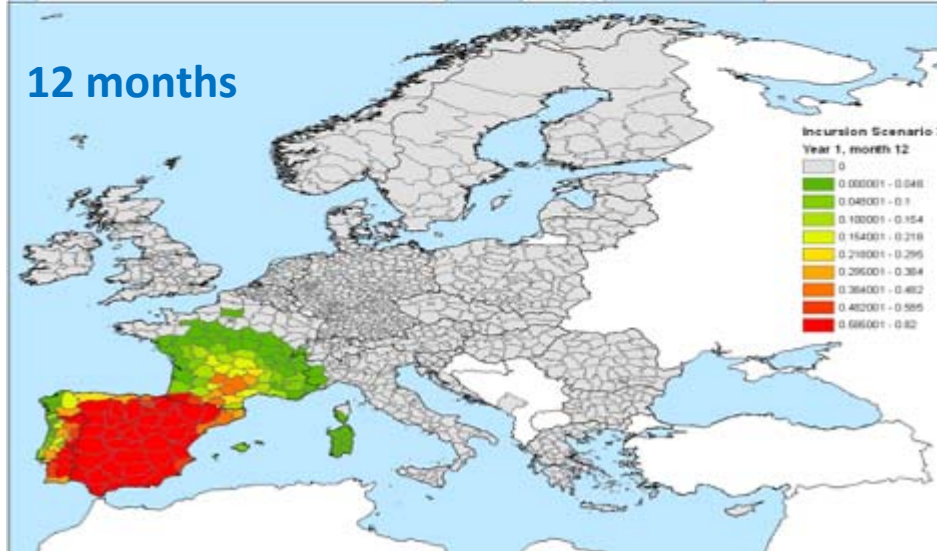 12 months
Incursion Scenario
Year 1, month 12
0
0.000001 - 0.046
0.046001 - 0.1
0.100001 - 0.154
0.154001 - 0.218
0.218001 - 0.295
0.295001 - 0.384
0.384001 - 0.482
0.482001 - 0.585
0.585001 - 0.82